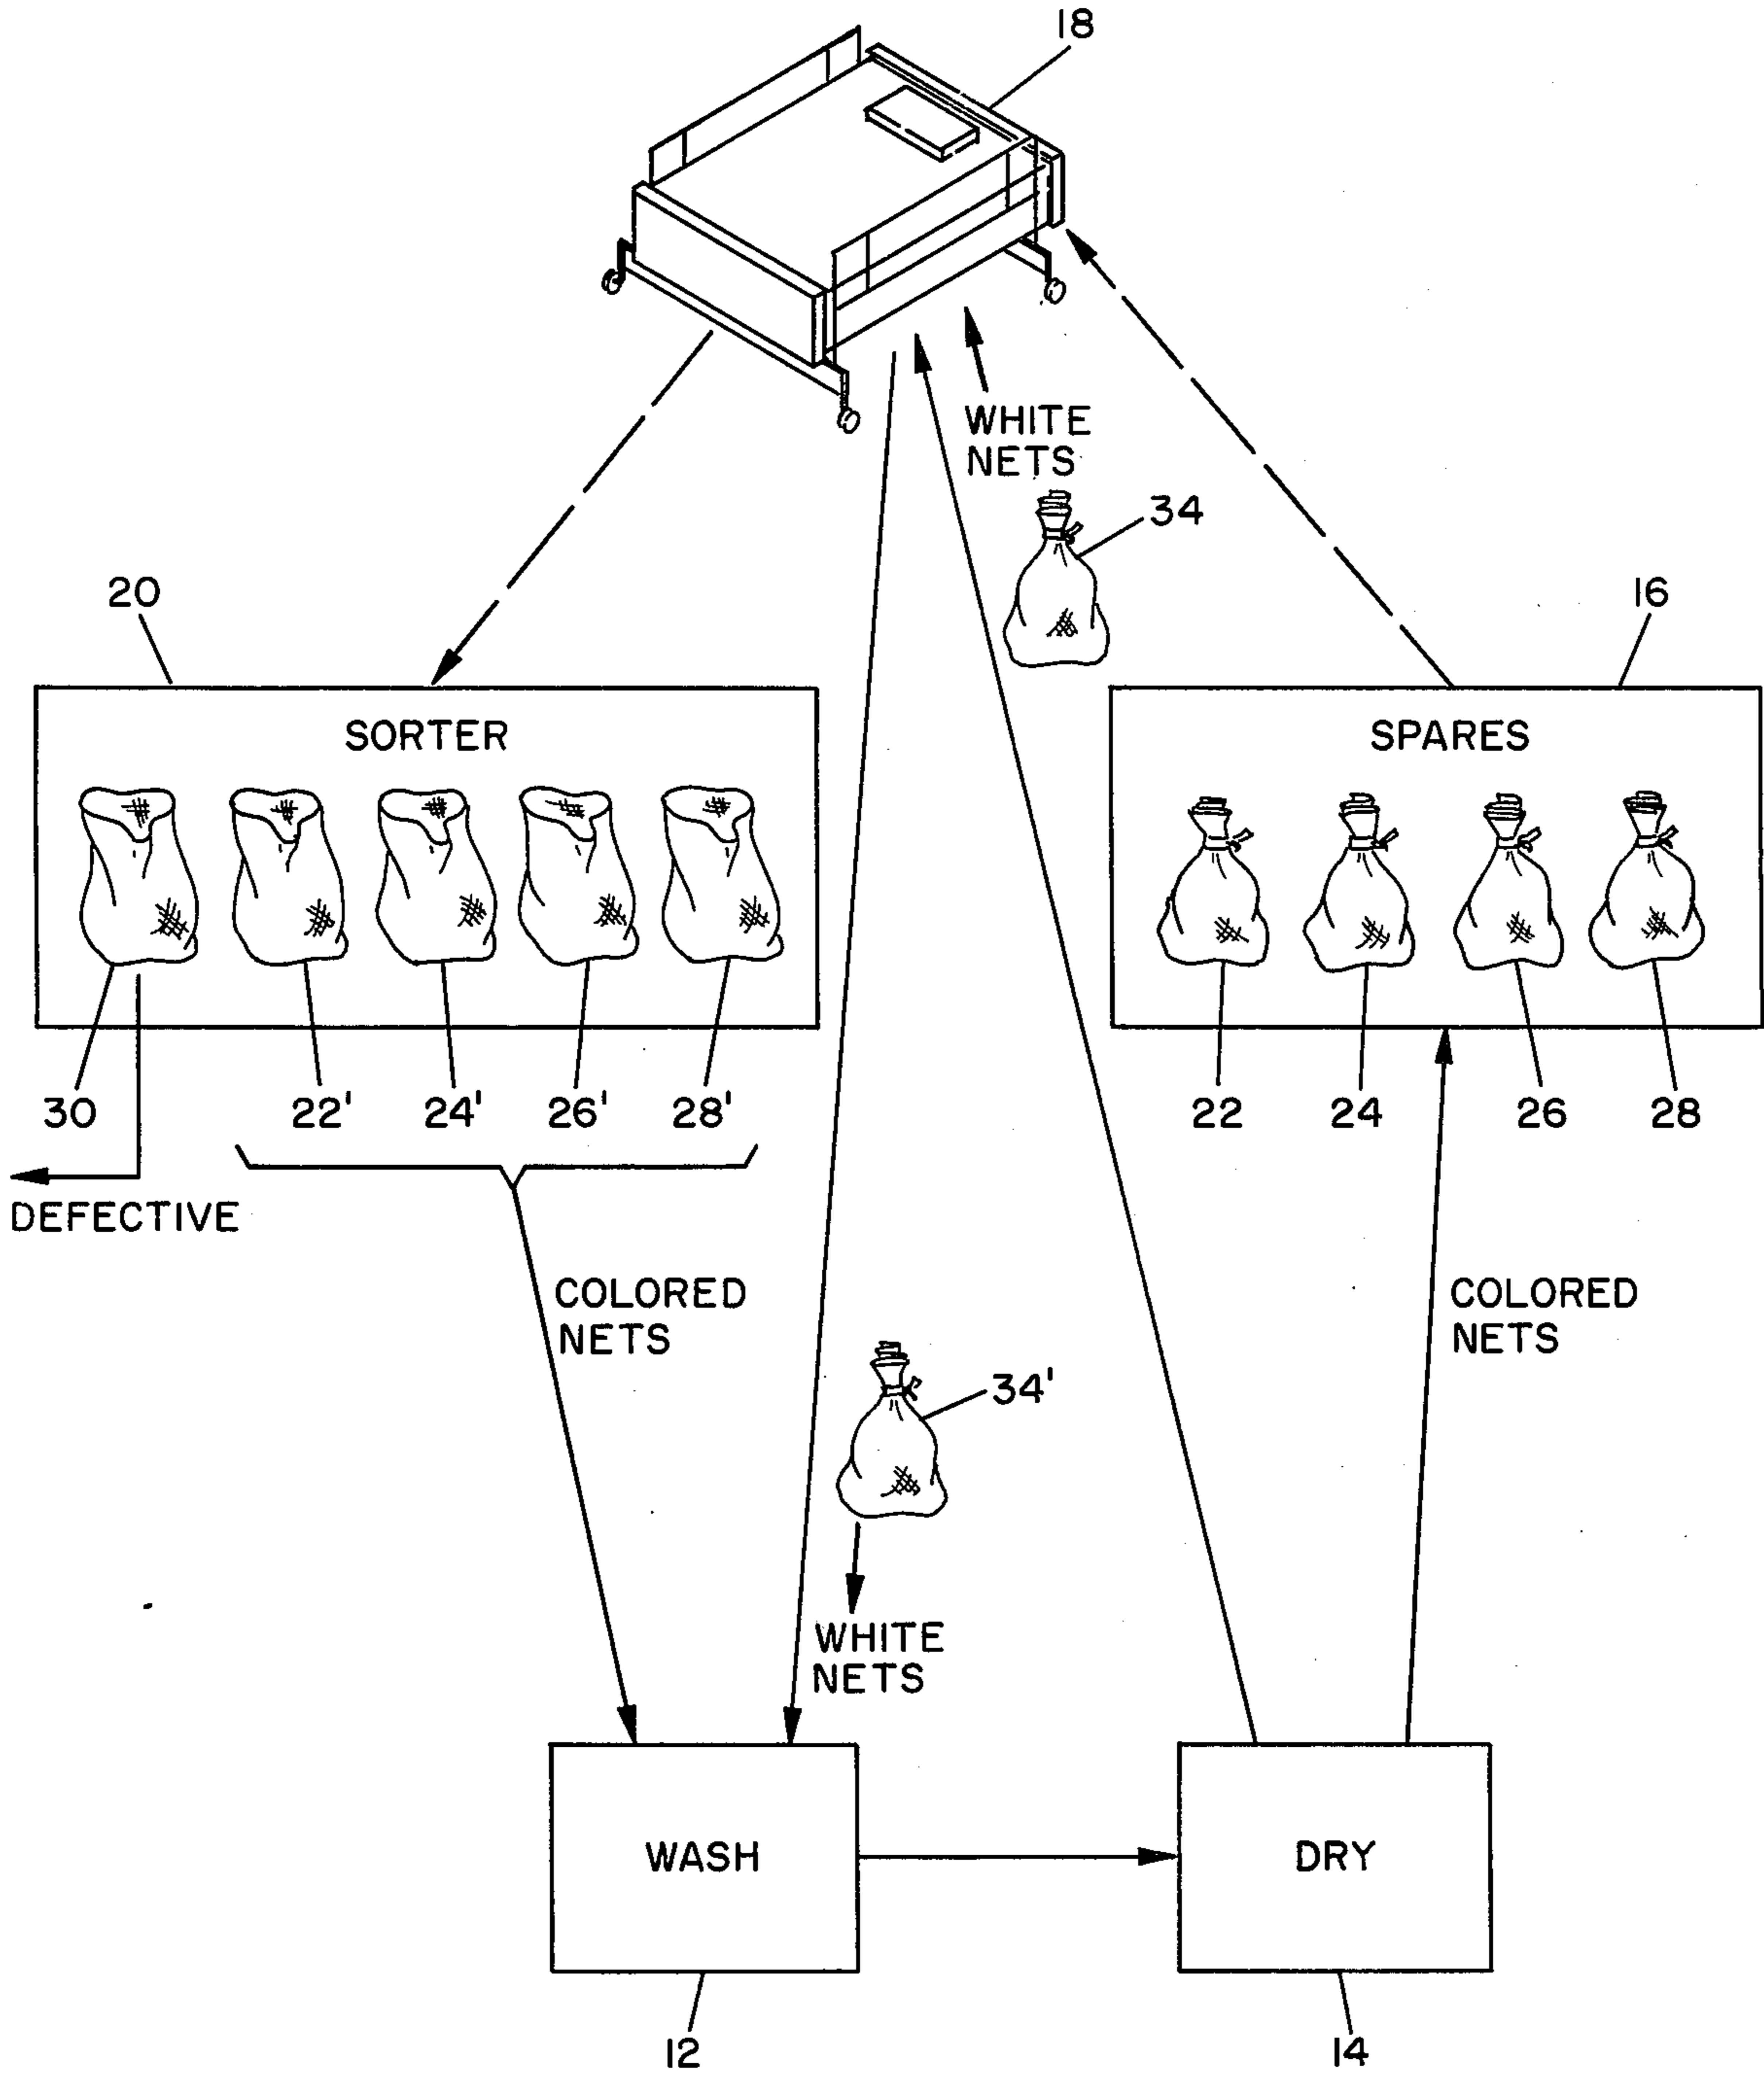 18
WHITE
NETS
34
20
16
SORTER
SPARES
30
22'
24'
26'
28'
22
24
26
28
DEFECTIVE
COLORED
NETS
COLORED
NETS
34'
WHITE
NETS
WASH
DRY
12
14